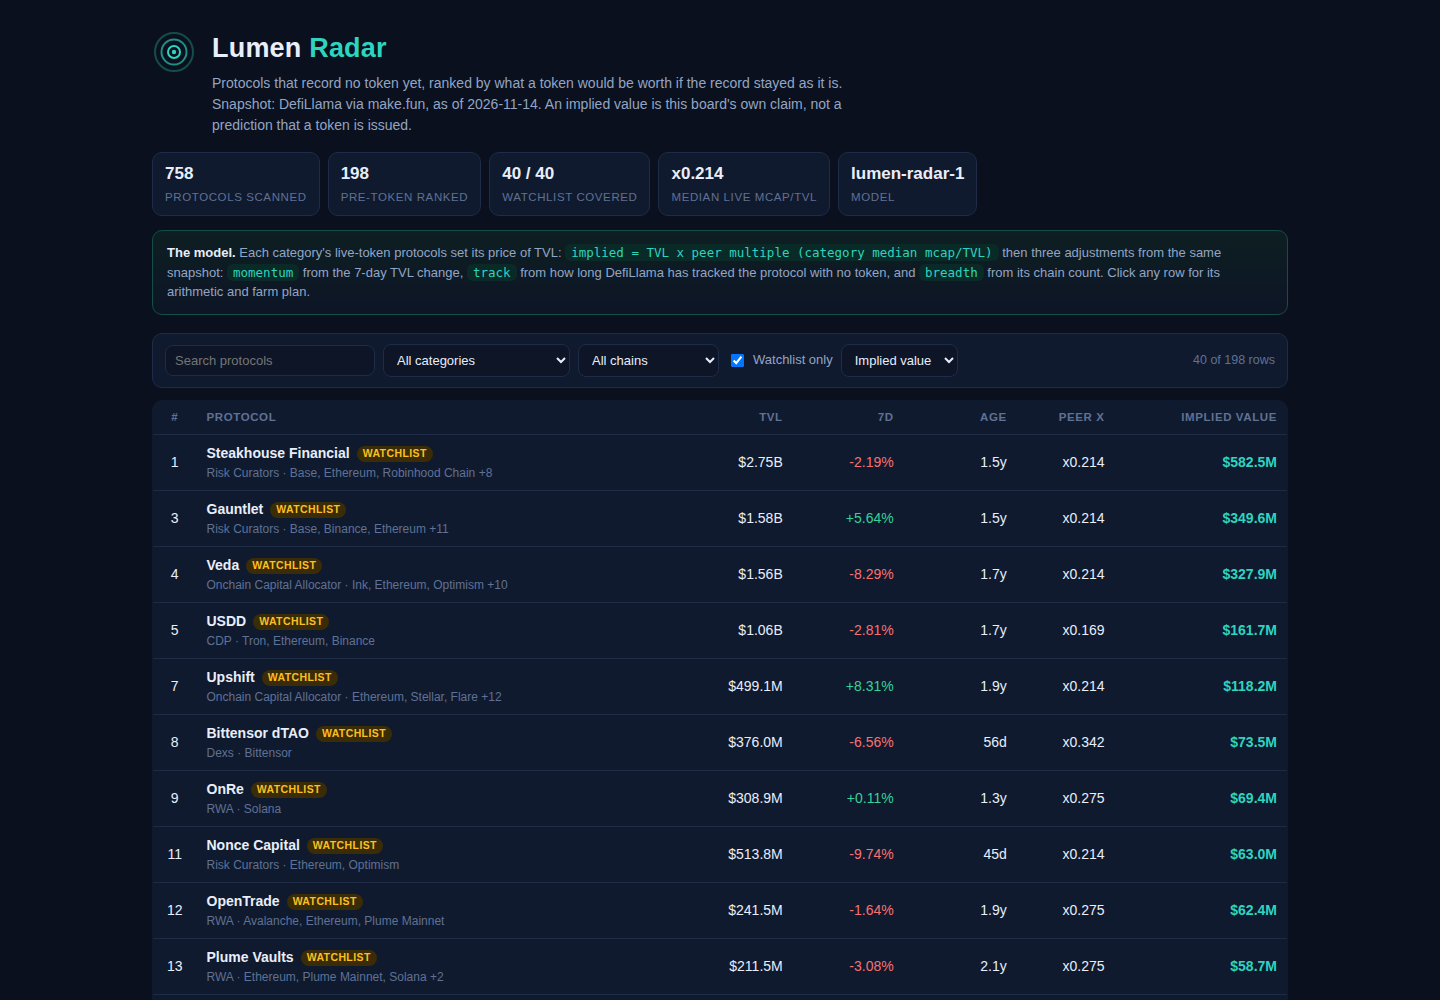 Lumen Radar
Protocols that record no token yet, ranked by what a token would be worth if the record stayed as it is.
Snapshot: DefiLlama via make.fun, as of 2026-11-14. An implied value is this board's own claim, not a
prediction that a token is issued.
758
PROTOCOLS SCANNED
198
PRE-TOKEN RANKED
40 / 40
WATCHLIST COVERED
x0.214
MEDIAN LIVE MCAP/TVL
lumen-radar-1
MODEL
The model. Each category's live-token protocols set its price of TVL: implied = TVL x peer multiple (category median mcap/TVL) then three adjustments from the same
snapshot: momentum from the 7-day TVL change, track from how long DefiLlama has tracked the protocol with no token, and breadth from its chain count. Click any row for its
arithmetic and farm plan.
Search protocols All categories All chains Watchlist only Implied value 40 of 198 rows
# PROTOCOL TVL 7D AGE PEER X IMPLIED VALUE
1 Steakhouse Financial WATCHLIST $2.75B -2.19% 1.5y x0.214 $582.5M
Risk Curators · Base, Ethereum, Robinhood Chain +8
3 Gauntlet WATCHLIST $1.58B +5.64% 1.5y x0.214 $349.6M
Risk Curators · Base, Binance, Ethereum +11
4 Veda WATCHLIST $1.56B -8.29% 1.7y x0.214 $327.9M
Onchain Capital Allocator · Ink, Ethereum, Optimism +10
5 USDD WATCHLIST $1.06B -2.81% 1.7y x0.169 $161.7M
CDP · Tron, Ethereum, Binance
7 Upshift WATCHLIST $499.1M +8.31% 1.9y x0.214 $118.2M
Onchain Capital Allocator · Ethereum, Stellar, Flare +12
8 Bittensor dTAO WATCHLIST $376.0M -6.56% 56d x0.342 $73.5M
Dexs · Bittensor
9 OnRe WATCHLIST $308.9M +0.11% 1.3y x0.275 $69.4M
RWA · Solana
11 Nonce Capital WATCHLIST $513.8M -9.74% 45d x0.214 $63.0M
Risk Curators · Ethereum, Optimism
12 OpenTrade WATCHLIST $241.5M -1.64% 1.9y x0.275 $62.4M
RWA · Avalanche, Ethereum, Plume Mainnet
13 Plume Vaults WATCHLIST $211.5M -3.08% 2.1y x0.275 $58.7M
RWA · Ethereum, Plume Mainnet, Solana +2